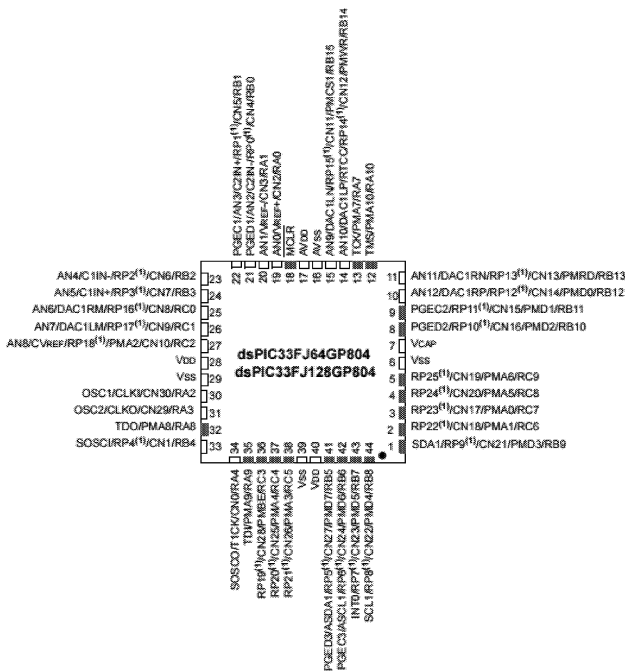 PGEC1/AN3/C2IN+/RP1(1)/CN5/RB1
PGED1/AN2/C2IN-/RP0(1)/CN4/RB0
AN1/VREF-/CN3/RA1
AN0/VREF+/CN2/RA0
MCLR
AVDD
AVSS
AN9/DAC1LN/RP15(1)/CN11/PMCS1/RB15
AN10/DAC1LP/RTCC/RP14(1)/CN12/PMWR/RB14
TCK/PMA7/RA7
TMS/PMA10/RA10
22 21 20 19 18 17 16 15 14 13 12
AN4/C1IN-/RP2(1)/CN6/RB2 23
AN5/C1IN+/RP3(1)/CN7/RB3 24
AN6/DAC1RM/RP16(1)/CN8/RC0 25
AN7/DAC1LM/RP17(1)/CN9/RC1 26
AN8/CVREF/RP18(1)/PMA2/CN10/RC2 27
VDD 28
VSS 29
OSC1/CLKI/CN30/RA2 30
OSC2/CLKO/CN29/RA3 31
TDO/PMA8/RA8 32
SOSCI/RP4(1)/CN1/RB4 33
dsPIC33FJ64GP804
dsPIC33FJ128GP804
11 AN11/DAC1RN/RP13(1)/CN13/PMRD/RB13
10 AN12/DAC1RP/RP12(1)/CN14/PMD0/RB12
9 PGEC2/RP11(1)/CN15/PMD1/RB11
8 PGED2/RP10(1)/CN16/PMD2/RB10
7 VCAP
6 VSS
5 RP25(1)/CN19/PMA6/RC9
4 RP24(1)/CN20/PMA5/RC8
3 RP23(1)/CN17/PMA0/RC7
2 RP22(1)/CN18/PMA1/RC6
1 SDA1/RP9(1)/CN21/PMD3/RB9
34 35 36 37 38 39 40 41 42 43 44
SOSCO/T1CK/CN0/RA4
TDI/PMA9/RA9
RP19(1)/CN28/PMBE/RC3
RP20(1)/CN25/PMA4/RC4
RP21(1)/CN26/PMA3/RC5
VSS
VDD
PGED3/ASDA1/RP5(1)/CN27/PMD7/RB5
PGEC3/ASCL1/RP6(1)/CN24/PMD6/RB6
INT0/RP7(1)/CN23/PMD5/RB7
SCL1/RP8(1)/CN22/PMD4/RB8